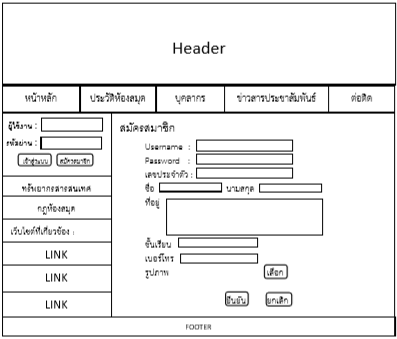 Header
หน้าหลัก ประวัติห้องสมุด บุคลากร ข่าวสารประชาสัมพันธ์ ต่อติด
ผู้ใช้งาน :
รหัสผ่าน :
เข้าสู่ระบบ สมัครสมาชิก
ทรัพยากรสารสนเทศ
กฎห้องสมุด
เว็บไซต์ที่เกี่ยวข้อง :
LINK
LINK
LINK
สมัครสมาชิก
Username :
Password :
เลขประจำตัว :
ชื่อ นามสกุล
ที่อยู่
ชั้นเรียน
เบอร์โทร
รูปภาพ เลือก
ยืนยัน ยกเลิก
FOOTER